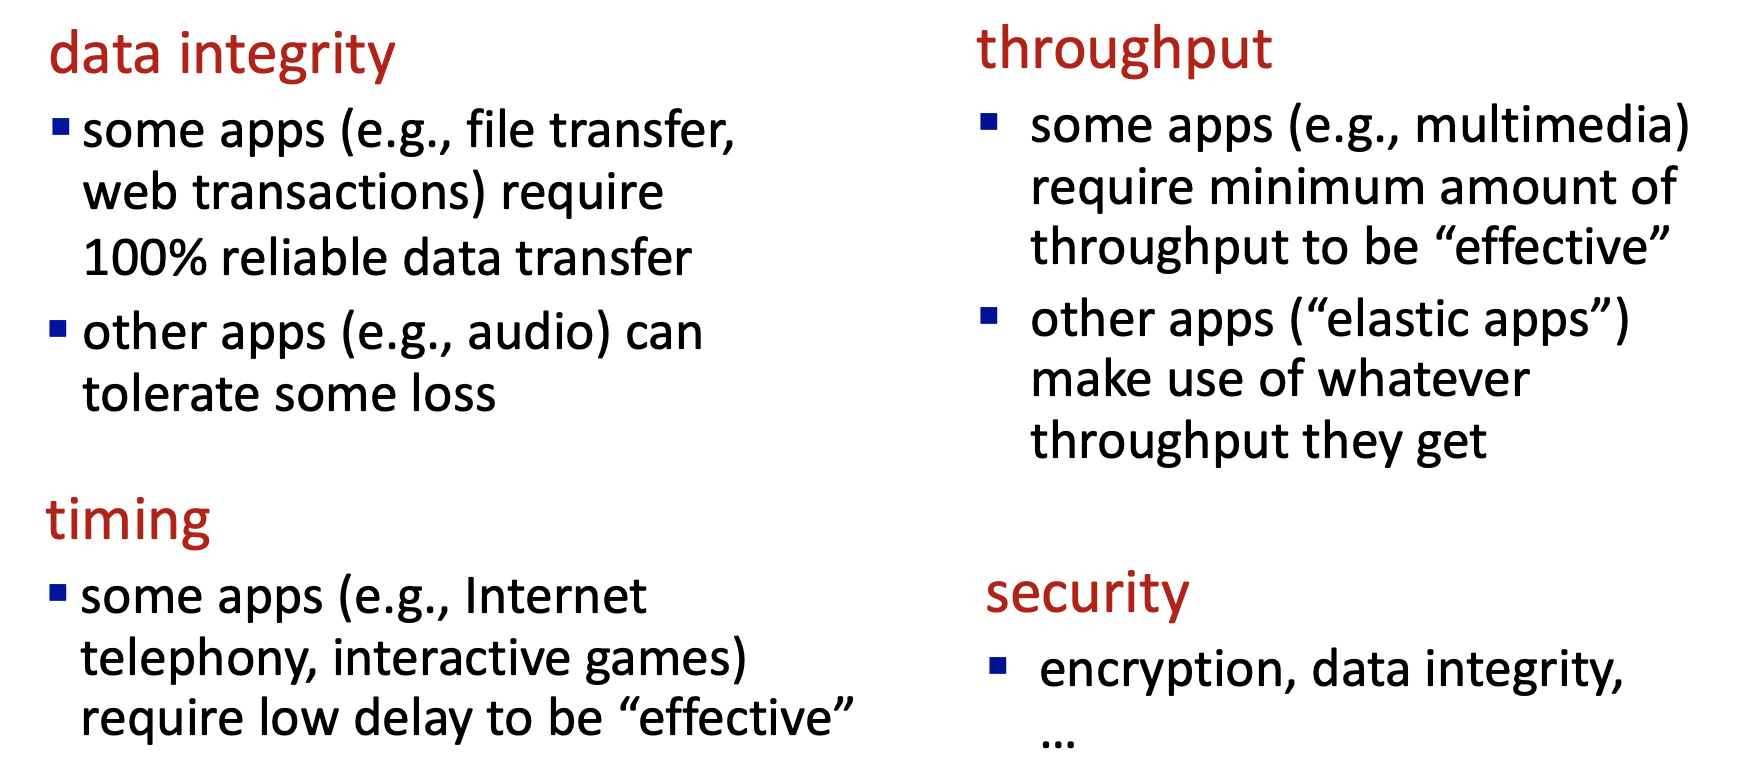 data integrity
▪ some apps (e.g., file transfer,
web transactions) require
100% reliable data transfer
▪ other apps (e.g., audio) can
tolerate some loss
timing
▪ some apps (e.g., Internet
telephony, interactive games)
require low delay to be “effective”
throughput
▪ some apps (e.g., multimedia)
require minimum amount of
throughput to be “effective”
▪ other apps (“elastic apps”)
make use of whatever
throughput they get
security
▪ encryption, data integrity,
…